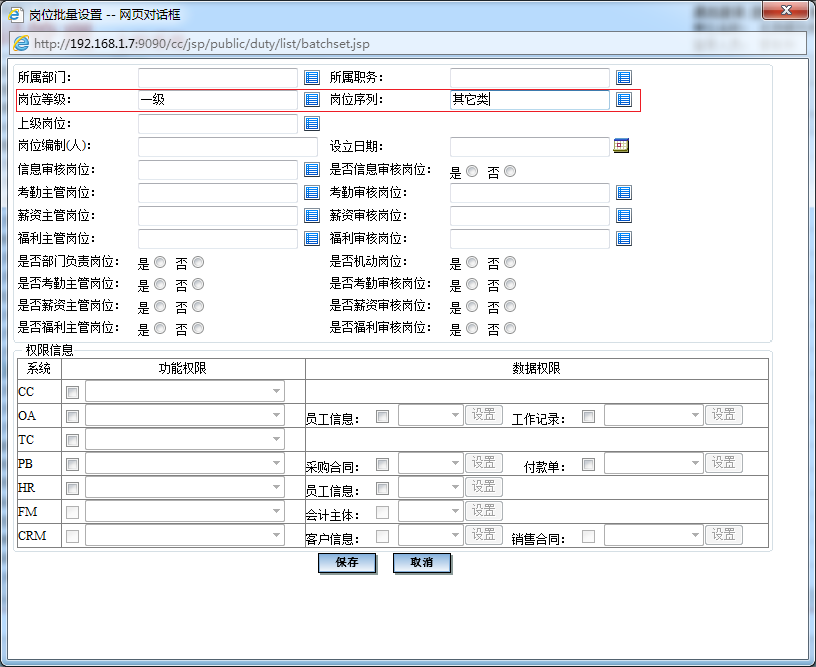 岗位批量设置 -- 网页对话框
http://192.168.1.7:9090/cc/jsp/public/duty/list/batchset.jsp
所属部门： 所属职务：
岗位等级： 一级 岗位序列： 其它类
上级岗位：
岗位编制(人)： 设立日期：
信息审核岗位： 是否信息审核岗位： 是 否
考勤主管岗位： 考勤审核岗位：
薪资主管岗位： 薪资审核岗位：
福利主管岗位： 福利审核岗位：
是否部门负责岗位： 是 否 是否机动岗位： 是 否
是否考勤主管岗位： 是 否 是否考勤审核岗位： 是 否
是否薪资主管岗位： 是 否 是否薪资审核岗位： 是 否
是否福利主管岗位： 是 否 是否福利审核岗位： 是 否
权限信息
系统 功能权限 数据权限
CC
OA 员工信息： 设置 工作记录： 设置
TC
PB 采购合同： 设置 付款单： 设置
HR 员工信息： 设置
FM 会计主体： 设置
CRM 客户信息： 设置 销售合同： 设置
保存 取消